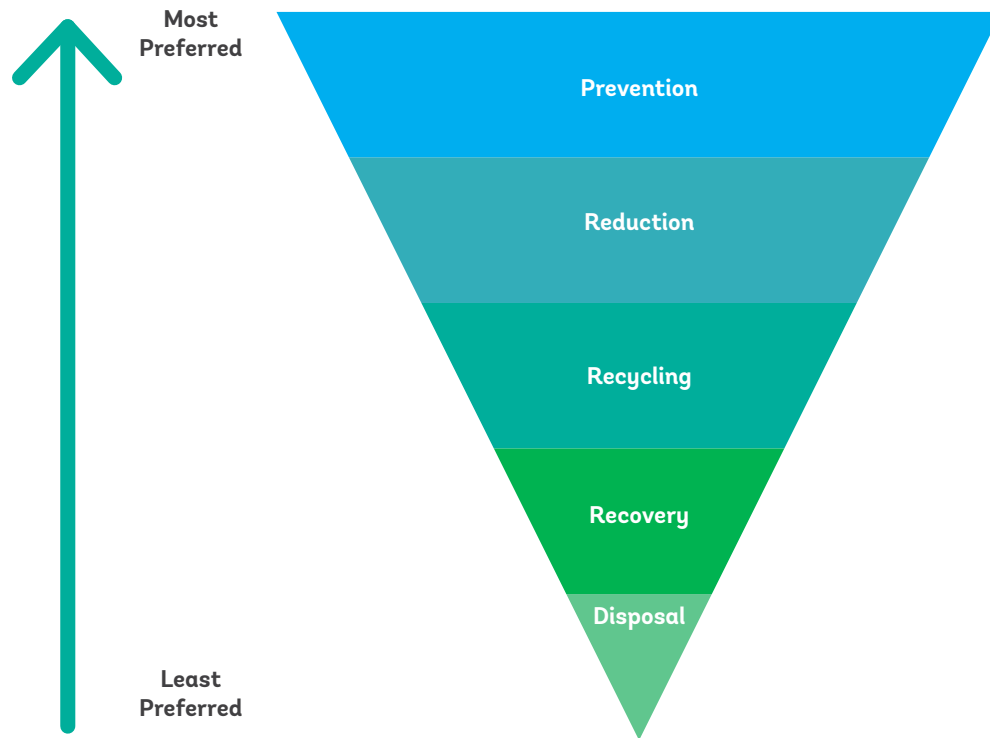 Most
Preferred
Prevention
Reduction
Recycling
Recovery
Disposal
Least
Preferred